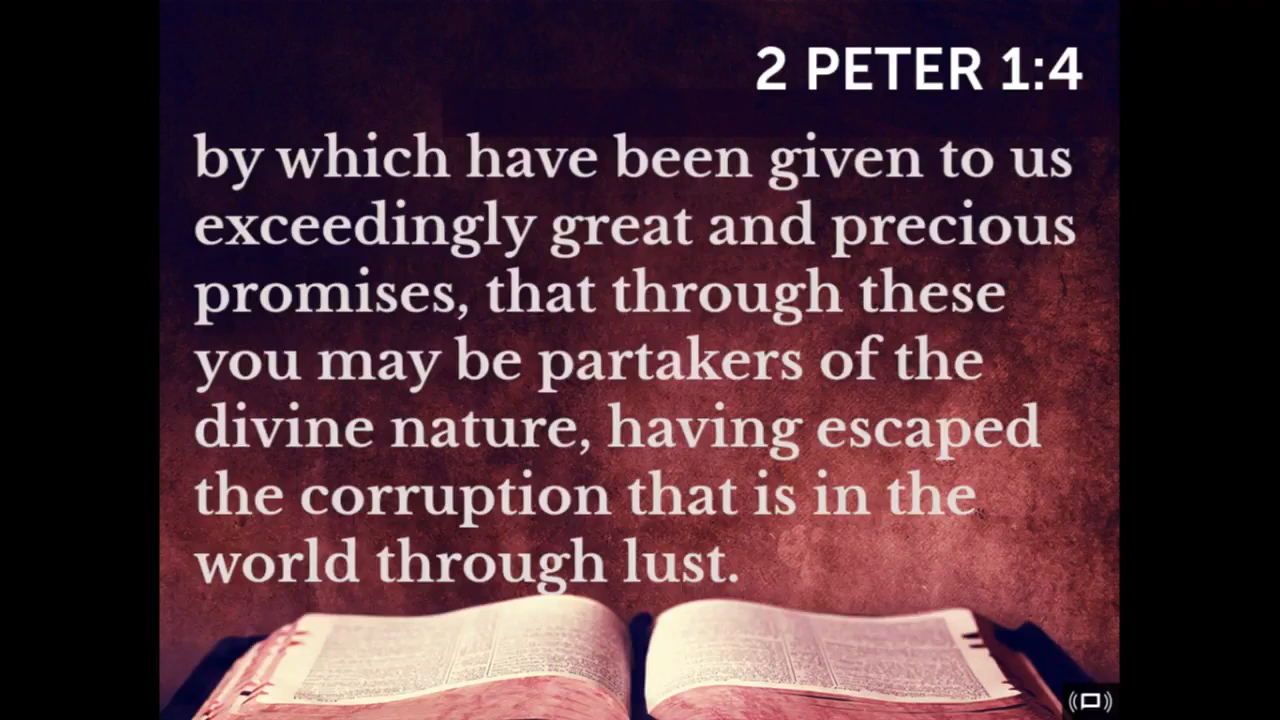 2 PETER 1:4
by which have been given to us
exceedingly great and precious
promises, that through these
you may be partakers of the
divine nature, having escaped
the corruption that is in the
world through lust.